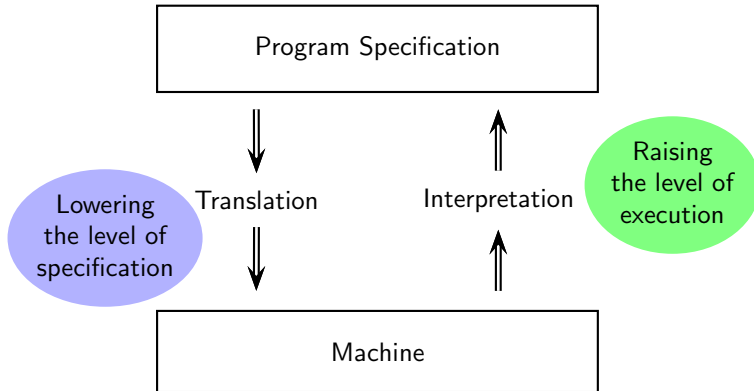 Program Specification
Raising
the level of
execution
Lowering
the level of
specification
Translation
Interpretation
Machine